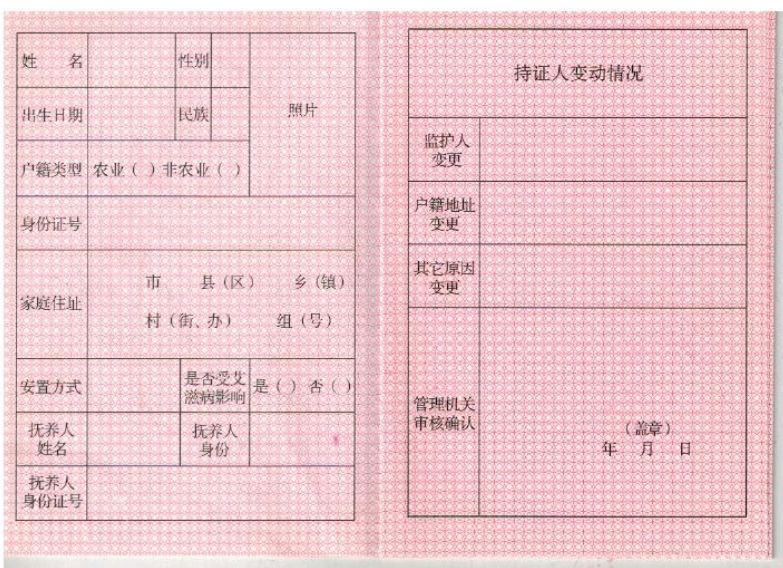 姓 名 性别
照片
出生日期 民族
户籍类型 农业（ ）非农业（ ）
身份证号
市 县（区） 乡（镇）
家庭住址
村（街、办） 组（号）
安置方式 是否受艾滋病影响 是（ ）否（ ）
抚养人
姓名
抚养人
身份
抚养人
身份证号
持证人变动情况
监护人
变更
户籍地址
变更
其它原因
变更
管理机关
审核确认
（盖章）
年 月 日